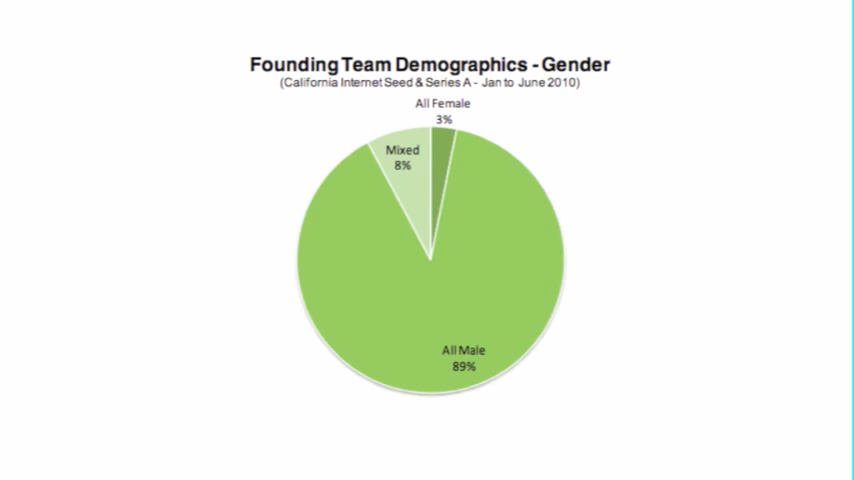 Founding Team Demographics - Gender
(California Internet Seed & Series A - Jan to June 2010)
All Female
3%
Mixed
8%
All Male
89%